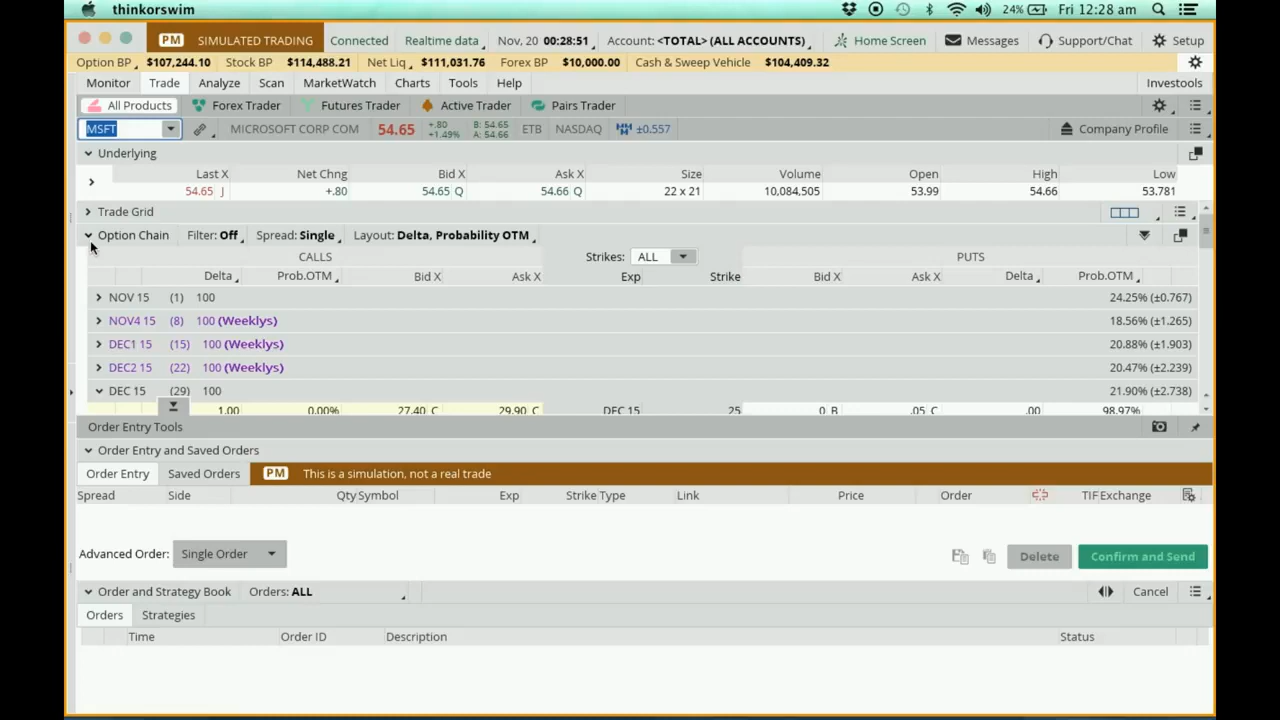 thinkorswim 24% Fri 12:28 am
PM SIMULATED TRADING Connected Realtime data Nov, 20 00:28:51 Account: <TOTAL> (ALL ACCOUNTS) Home Screen Messages Support/Chat Setup
Option BP $107,244.10 Stock BP $114,488.21 Net Liq $111,031.76 Forex BP $10,000.00 Cash & Sweep Vehicle $104,409.32
Monitor Trade Analyze Scan MarketWatch Charts Tools Help Investools
All Products Forex Trader Futures Trader Active Trader Pairs Trader
MSFT MICROSOFT CORP COM 54.65 +.80 +1.49% B: 54.65 A: 54.66 ETB NASDAQ ±0.557 Company Profile
Underlying
Last X Net Chng Bid X Ask X Size Volume Open High Low
54.65 J +.80 54.65 Q 54.66 Q 22 x 21 10,084,505 53.99 54.66 53.781
Trade Grid
Option Chain Filter: Off Spread: Single Layout: Delta, Probability OTM
CALLS Strikes: ALL PUTS
Delta Prob.OTM Bid X Ask X Exp Strike Bid X Ask X Delta Prob.OTM
NOV 15 (1) 100 24.25% (±0.767)
NOV4 15 (8) 100 (Weeklys) 18.56% (±1.265)
DEC1 15 (15) 100 (Weeklys) 20.88% (±1.903)
DEC2 15 (22) 100 (Weeklys) 20.47% (±2.239)
DEC 15 (29) 100 21.90% (±2.738)
1.00 0.00% 27.40 C 29.90 C DEC 15 25 0 B .05 C .00 98.97%
Order Entry Tools
Order Entry and Saved Orders
Order Entry Saved Orders PM This is a simulation, not a real trade
Spread Side Qty Symbol Exp Strike Type Link Price Order TIF Exchange
Advanced Order: Single Order Delete Confirm and Send
Order and Strategy Book Orders: ALL Cancel
Orders Strategies
Time Order ID Description Status